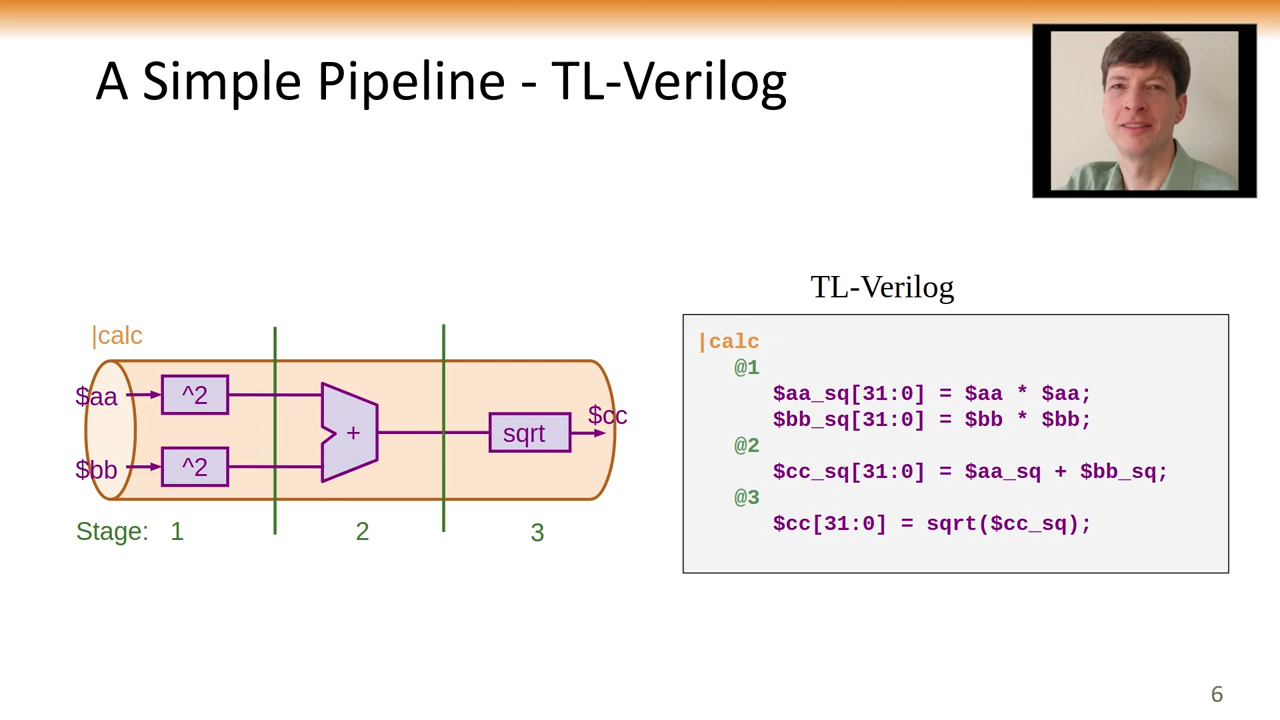 A Simple Pipeline - TL-Verilog
|calc
$aa
^2
$bb
^2
+
sqrt
$cc
Stage: 1 2 3
TL-Verilog
|calc
@1
$aa_sq[31:0] = $aa * $aa;
$bb_sq[31:0] = $bb * $bb;
@2
$cc_sq[31:0] = $aa_sq + $bb_sq;
@3
$cc[31:0] = sqrt($cc_sq);
6